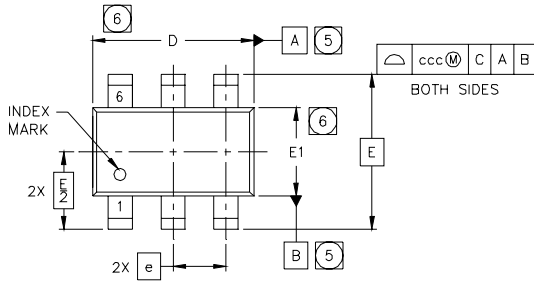 6
D A 5
⌓ ccc Ⓜ C A B
BOTH SIDES
6
INDEX
MARK
6
E1
E
2X E/2
1
B 5
2X e